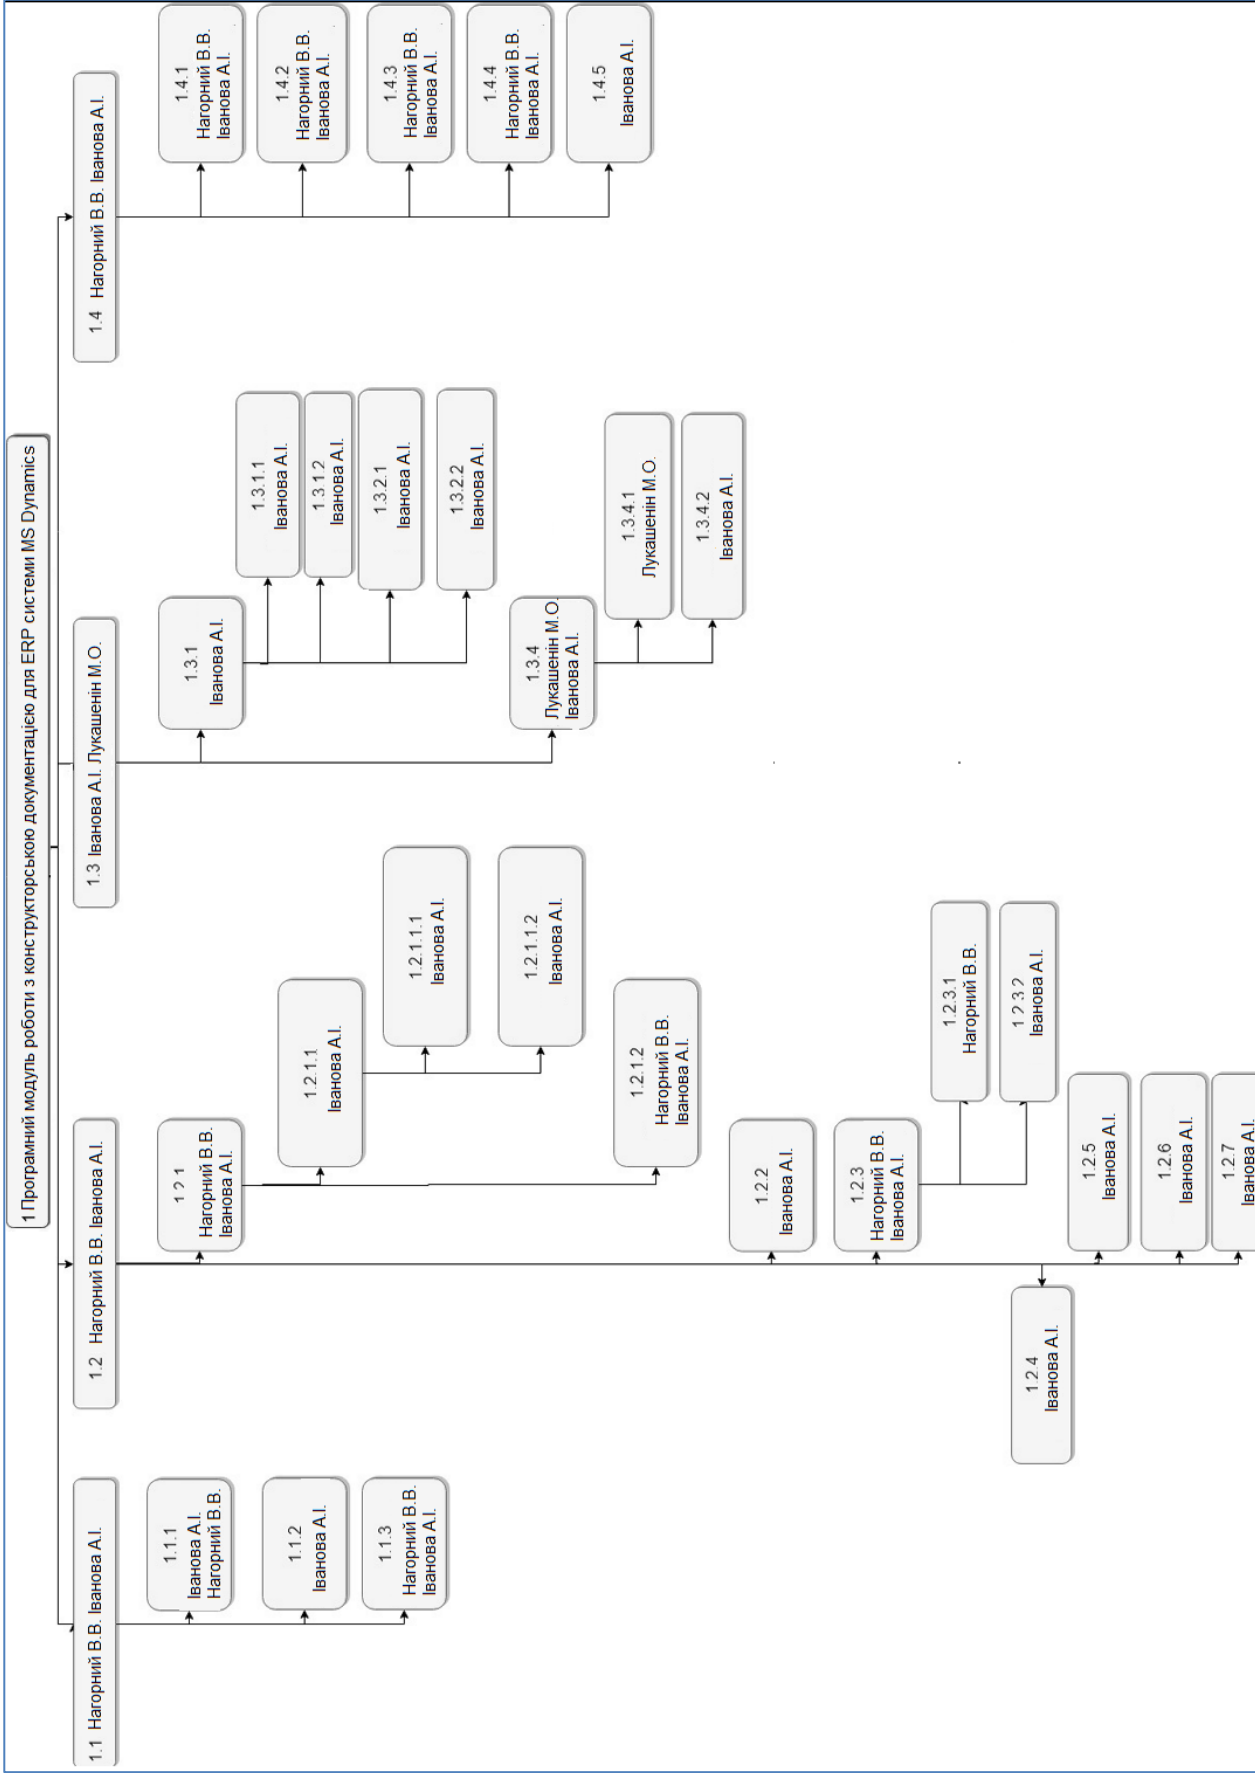 1 Програмний модуль роботи з конструкторською документацією для ERP системи MS Dynamics
1.1 Нагорний В.В. Іванова А.І.
1.1.1
Іванова А.І.
Нагорний В.В.
1.1.2
Іванова А.І.
1.1.3
Нагорний В.В.
Іванова А.І.
1.2 Нагорний В.В. Іванова А.І.
1.2.1
Нагорний В.В.
Іванова А.І.
1.2.1.1
Іванова А.І.
1.2.1.1.1
Іванова А.І.
1.2.1.1.2
Іванова А.І.
1.2.1.2
Нагорний В.В.
Іванова А.І.
1.2.2
Іванова А.І.
1.2.3
Нагорний В.В.
Іванова А.І.
1.2.3.1
Нагорний В.В.
1.2.3.2
Іванова А.І.
1.2.4
Іванова А.І.
1.2.5
Іванова А.І.
1.2.6
Іванова А.І.
1.2.7
Іванова А.І.
1.3 Іванова А.І. Лукашенін М.О.
1.3.1
Іванова А.І.
1.3.1.1
Іванова А.І.
1.3.1.2
Іванова А.І.
1.3.2.1
Іванова А.І.
1.3.2.2
Іванова А.І.
1.3.4
Лукашенін М.О.
Іванова А.І.
1.3.4.1
Лукашенін М.О.
1.3.4.2
Іванова А.І.
1.4 Нагорний В.В. Іванова А.І.
1.4.1
Нагорний В.В.
Іванова А.І.
1.4.2
Нагорний В.В.
Іванова А.І.
1.4.3
Нагорний В.В.
Іванова А.І.
1.4.4
Нагорний В.В.
Іванова А.І.
1.4.5
Іванова А.І.